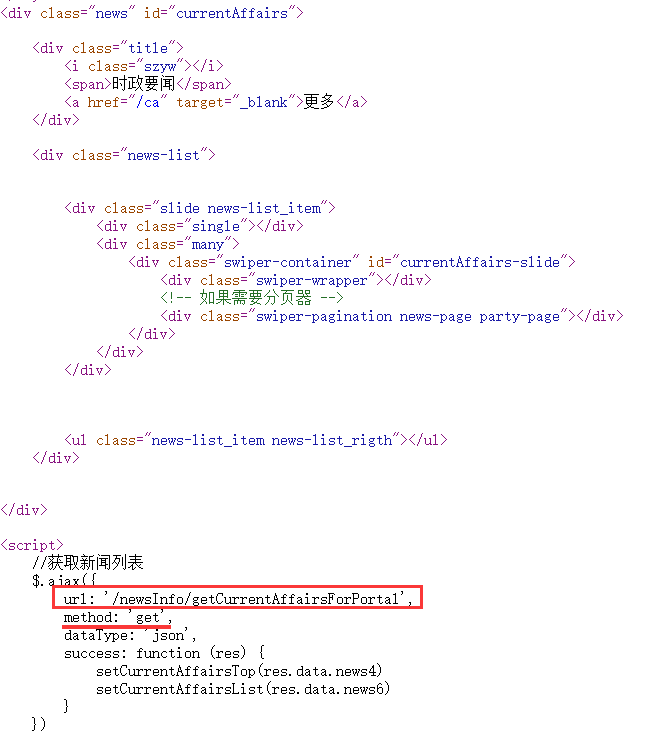 <div class="news" id="currentAffairs">
<div class="title">
<i class="szyw"></i>
<span>时政要闻</span>
<a href="/ca" target="_blank">更多</a>
</div>
<div class="news-list">
<div class="slide news-list_item">
<div class="single"></div>
<div class="many">
<div class="swiper-container" id="currentAffairs-slide">
<div class="swiper-wrapper"></div>
<!-- 如果需要分页器 -->
<div class="swiper-pagination news-page party-page"></div>
</div>
</div>
</div>
<ul class="news-list_item news-list_rigth"></ul>
</div>
</div>
<script>
//获取新闻列表
$.ajax({
url: '/newsInfo/getCurrentAffairsForPortal',
method: 'get',
dataType: 'json',
success: function (res) {
setCurrentAffairsTop(res.data.news4)
setCurrentAffairsList(res.data.news6)
}
})